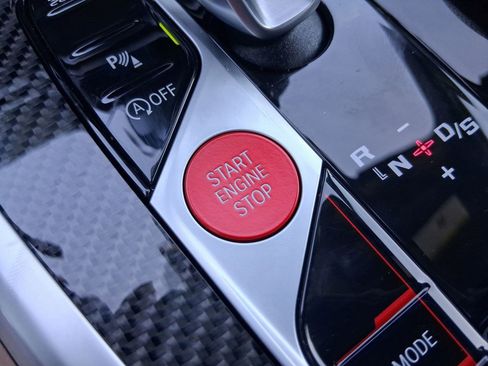 P
A OFF
START
ENGINE
STOP
R –
N D/S
+
MODE